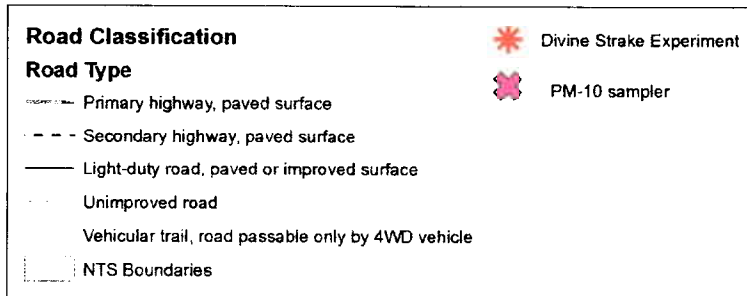 Road Classification
Road Type
Primary highway, paved surface
Secondary highway, paved surface
Light-duty road, paved or improved surface
Unimproved road
Vehicular trail, road passable only by 4WD vehicle
NTS Boundaries
Divine Strake Experiment
PM-10 sampler